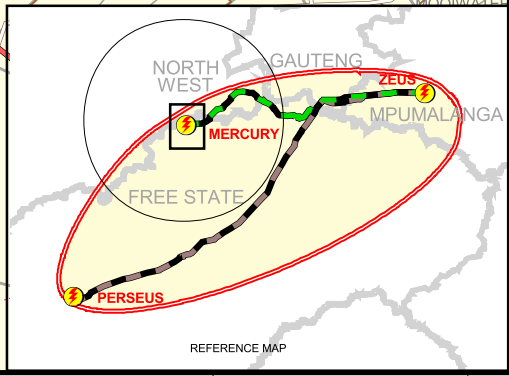 GAUTENG
NORTH
WEST
ZEUS
MPUMALANGA
MERCURY
FREE STATE
PERSEUS
REFERENCE MAP